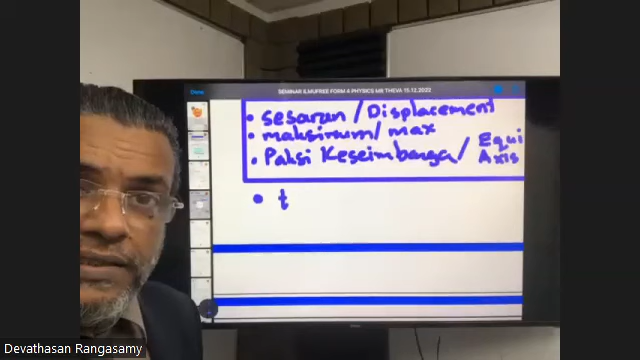 Done
SEMINAR ILMUFREE FORM 4 PHYSICS MR THEVA 15.12.2022
• Sesaran / Displacement
• maksimum / max
• Paksi Keseimbanga / Equi
Axis
• t
Devathasan Rangasamy